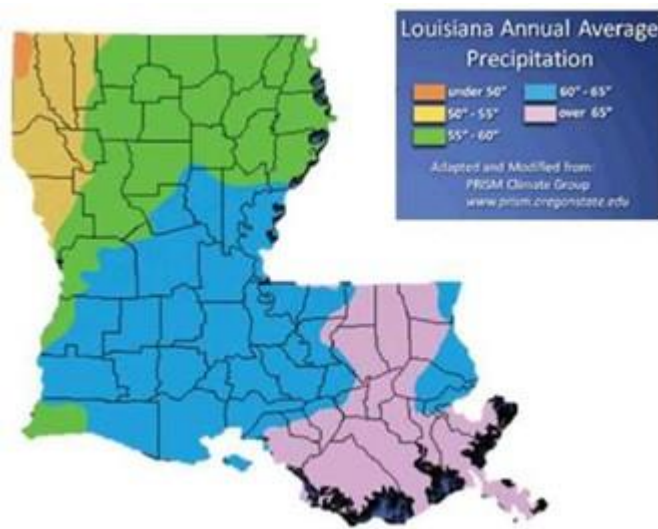 Louisiana Annual Average
Precipitation
under 50"
50" - 55"
55" - 60"
60" - 65"
over 65"
Adapted and Modified from:
PRISM Climate Group
www.prism.oregonstate.edu